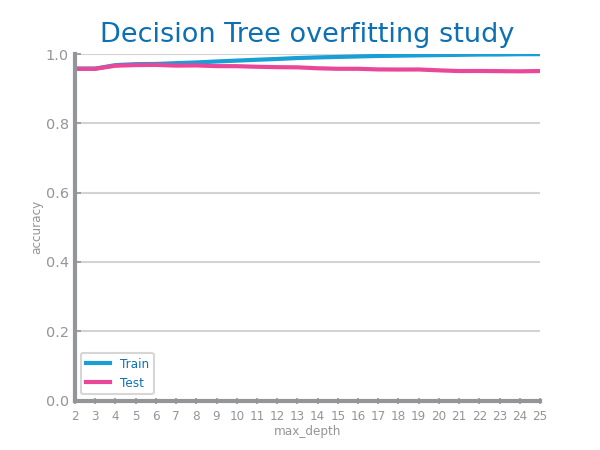 Decision Tree overfitting study
1.0
0.8
0.6
0.4
0.2
0.0
accuracy
Train
Test
2 3 4 5 6 7 8 9 10 11 12 13 14 15 16 17 18 19 20 21 22 23 24 25
max_depth